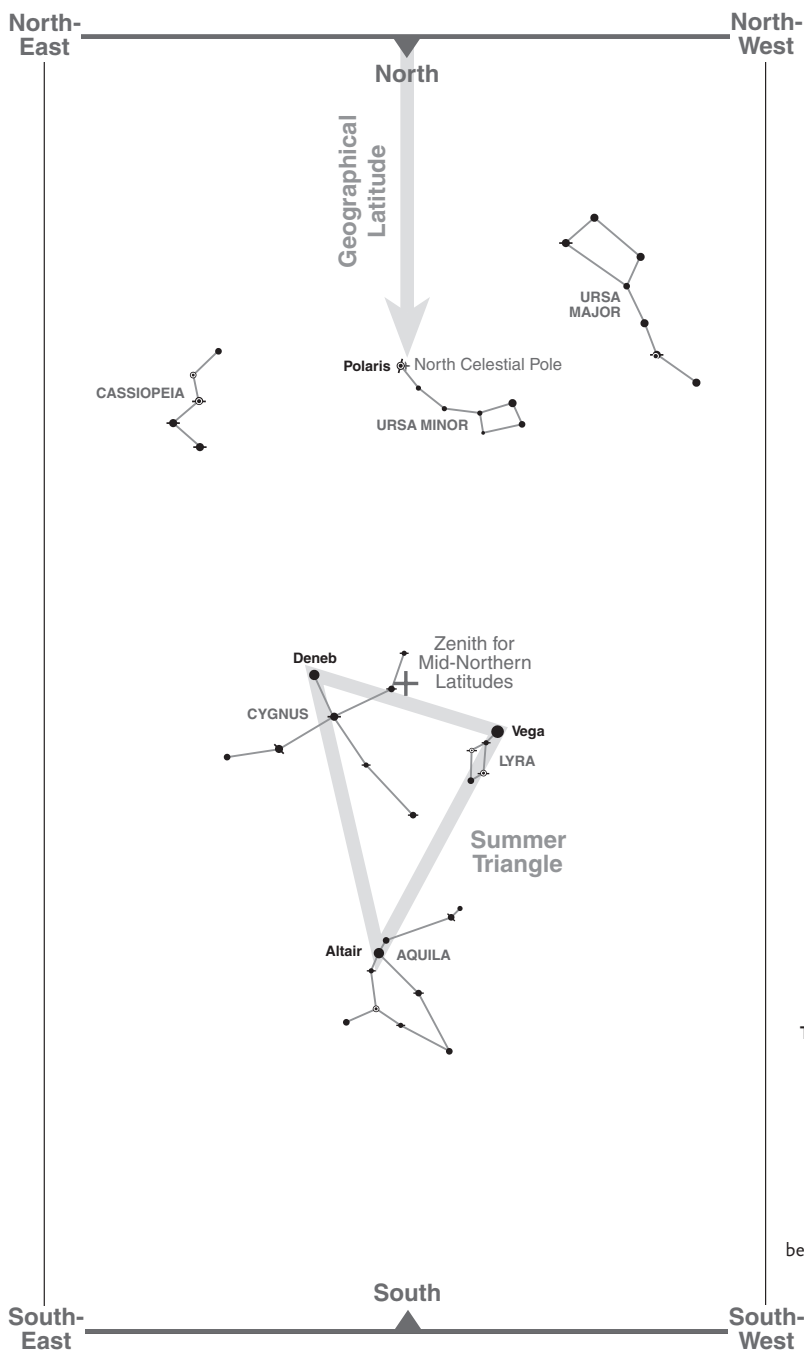 North-
East
North
North-
West
Geographical
Latitude
URSA
MAJOR
Polaris
North Celestial Pole
CASSIOPEIA
URSA MINOR
Deneb
Zenith for
Mid-Northern
Latitudes
CYGNUS
Vega
LYRA
Summer
Triangle
Altair
AQUILA
T
be
South-
East
South
South-
West